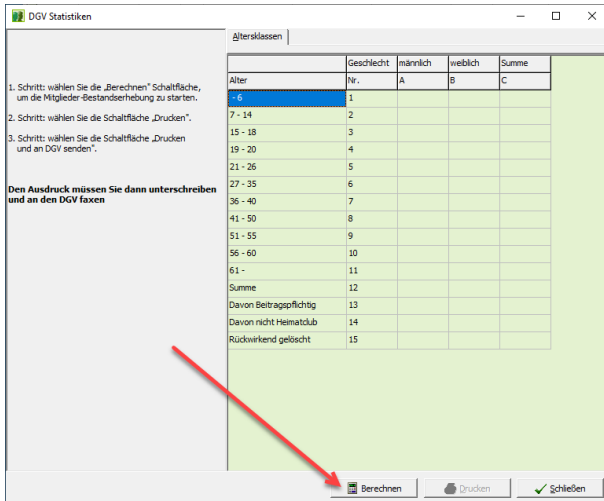 DGV Statistiken
Altersklassen
1. Schritt: wählen Sie die „Berechnen" Schaltfläche,
um die Mitglieder-Bestandserhebung zu starten.
2. Schritt: wählen Sie die Schaltfläche „Drucken".
3. Schritt: wählen Sie die Schaltfläche „Drucken
und an DGV senden".
Den Ausdruck müssen Sie dann unterschreiben
und an den DGV faxen
Geschlecht männlich weiblich Summe
Alter Nr. A B C
- 6 1
7 - 14 2
15 - 18 3
19 - 20 4
21 - 26 5
27 - 35 6
36 - 40 7
41 - 50 8
51 - 55 9
56 - 60 10
61 - 11
Summe 12
Davon Beitragspflichtig 13
Davon nicht Heimatclub 14
Rückwirkend gelöscht 15
Berechnen Drucken Schließen